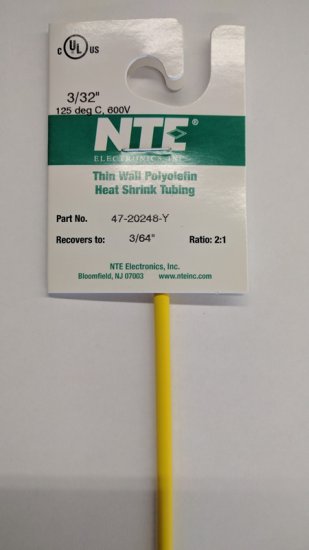 c UL US
3/32"
125 deg C, 600V
NTE®
ELECTRONICS, INC.
Thin Wall Polyolefin
Heat Shrink Tubing
Part No. 47-20248-Y
Recovers to: 3/64" Ratio: 2:1
NTE Electronics, Inc.
Bloomfield, NJ 07003 www.nteinc.com